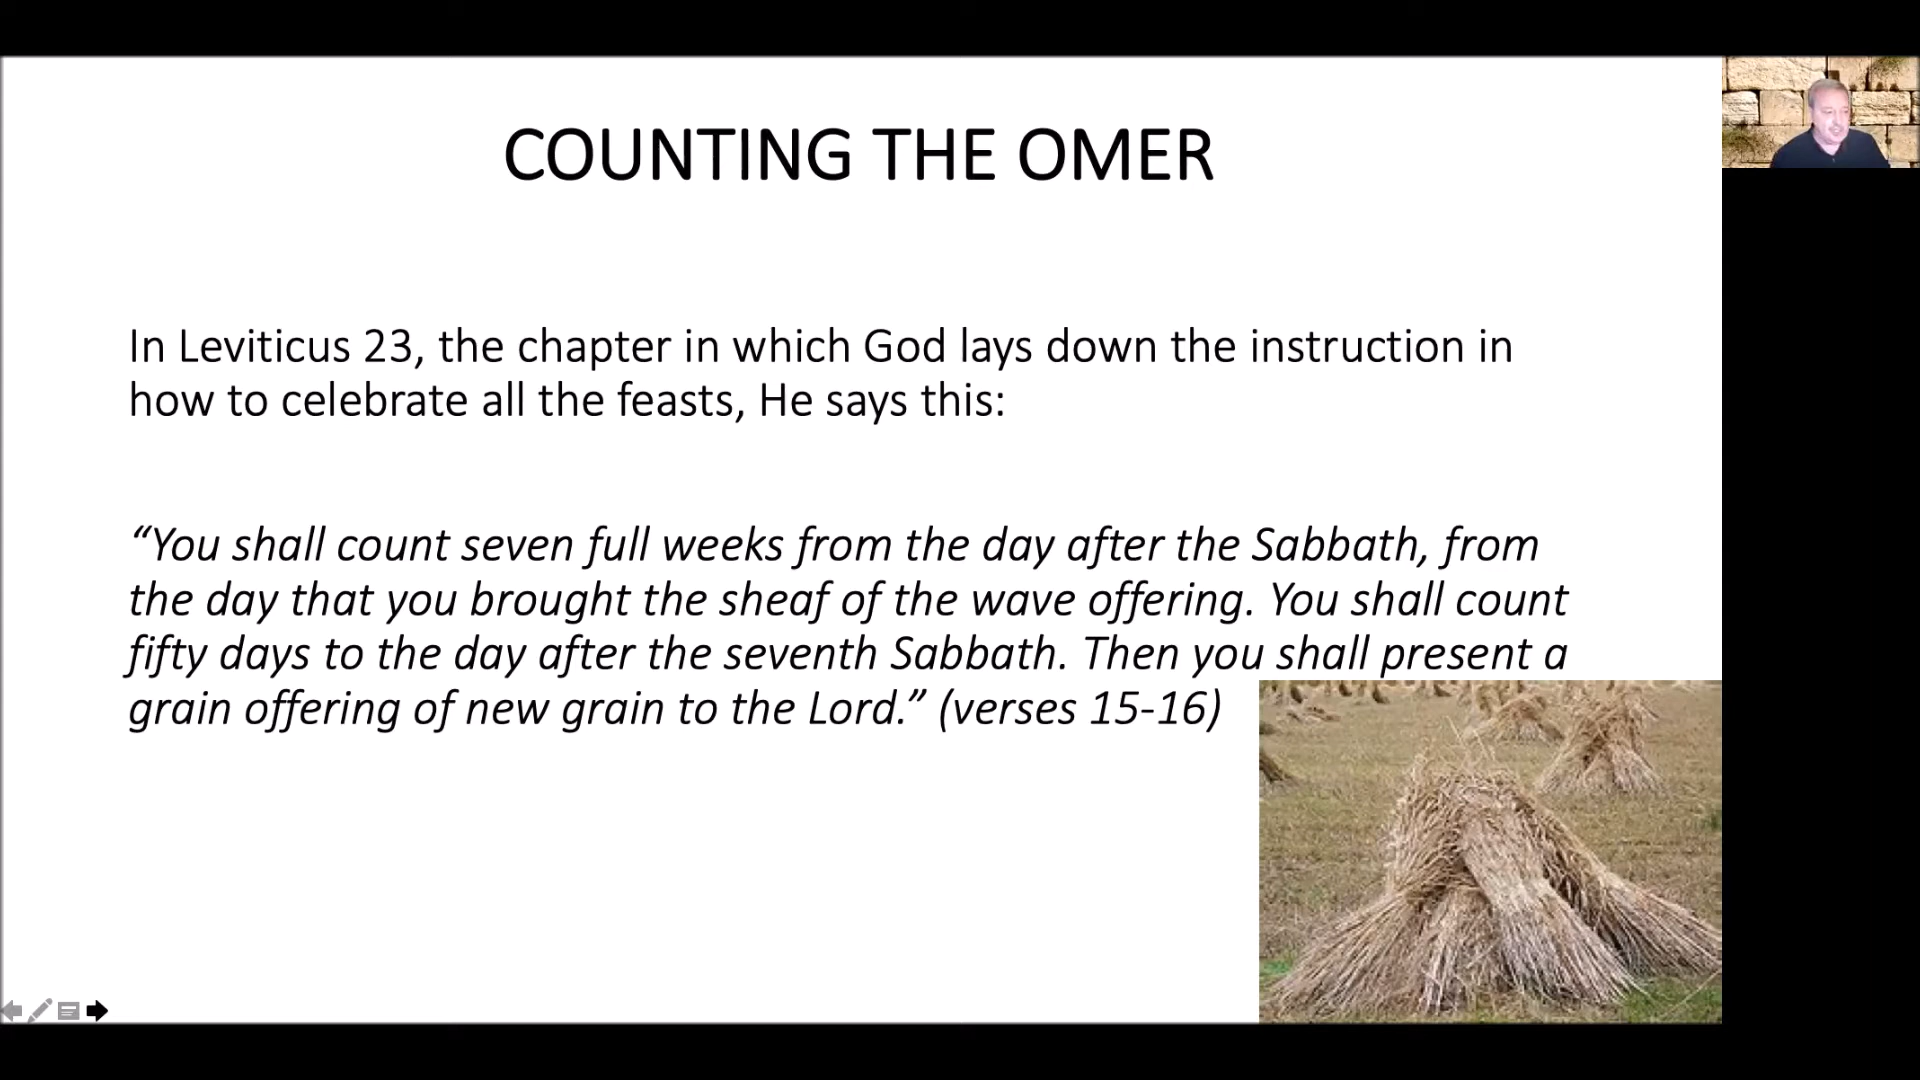 COUNTING THE OMER
In Leviticus 23, the chapter in which God lays down the instruction in
how to celebrate all the feasts, He says this:
“You shall count seven full weeks from the day after the Sabbath, from
the day that you brought the sheaf of the wave offering. You shall count
fifty days to the day after the seventh Sabbath. Then you shall present a
grain offering of new grain to the Lord.” (verses 15-16)